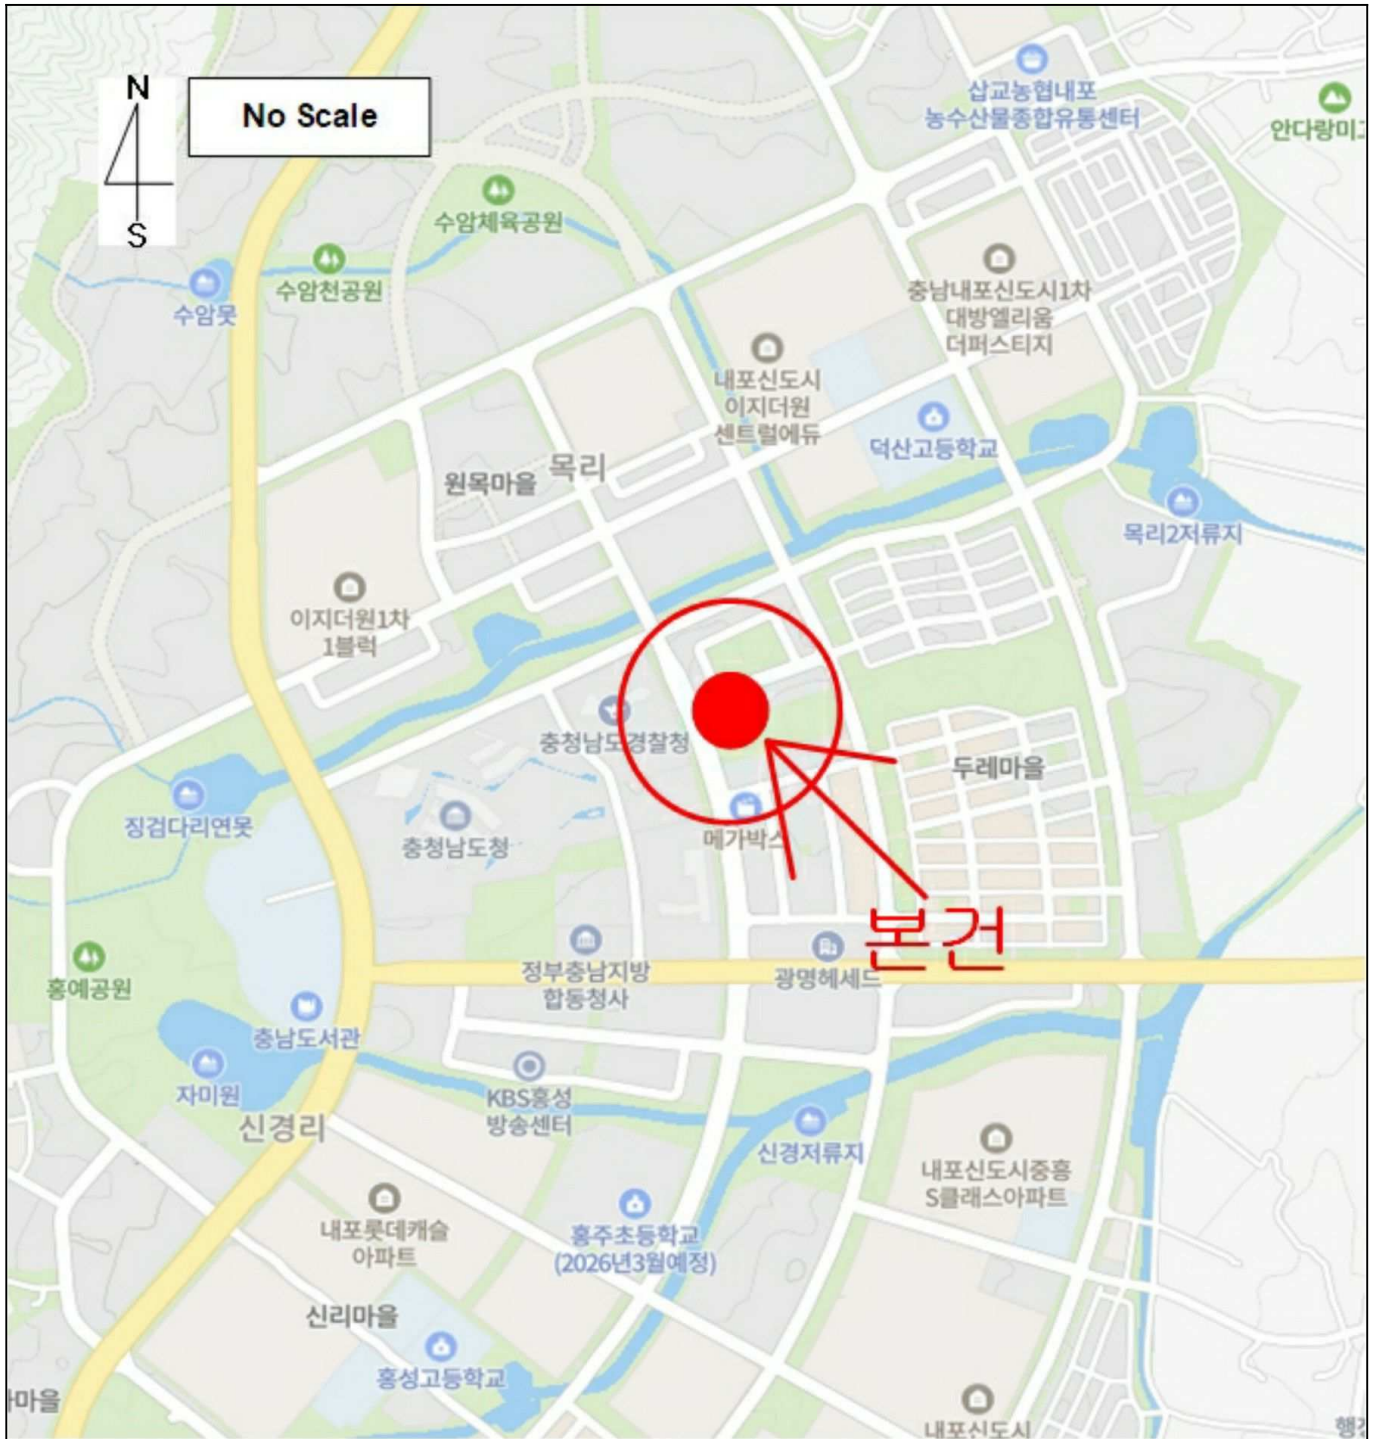 N
No Scale
S
삽교농협내포
농수산물종합유통센터
수암체육공원
수암천공원
수암못
충남내포신도시1차
대방엘리움
더퍼스티지
내포신도시
이지더원
센트럴에듀
덕산고등학교
목리
원목마을
목리2저류지
이지더원1차
1블럭
충청남도경찰청
두레마을
징검다리연못
충청남도청
메가박스
본건
정부충남지방
합동청사
광명헤세드
홍예공원
충남도서관
자미원
KBS홍성
방송센터
신경리
신경저류지
내포신도시중흥
S클래스아파트
내포롯데캐슬
아파트
홍주초등학교
(2026년3월예정)
신리마을
홍성고등학교
마을
내포신도시